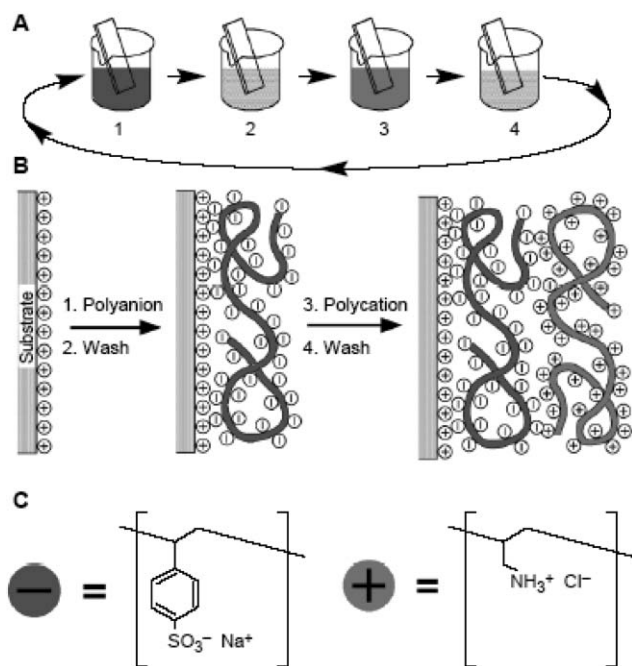 A
1 2 3 4
B
Substrate
1. Polyanion
2. Wash
3. Polycation
4. Wash
C
− = SO₃⁻ Na⁺
+ = NH₃⁺ Cl⁻